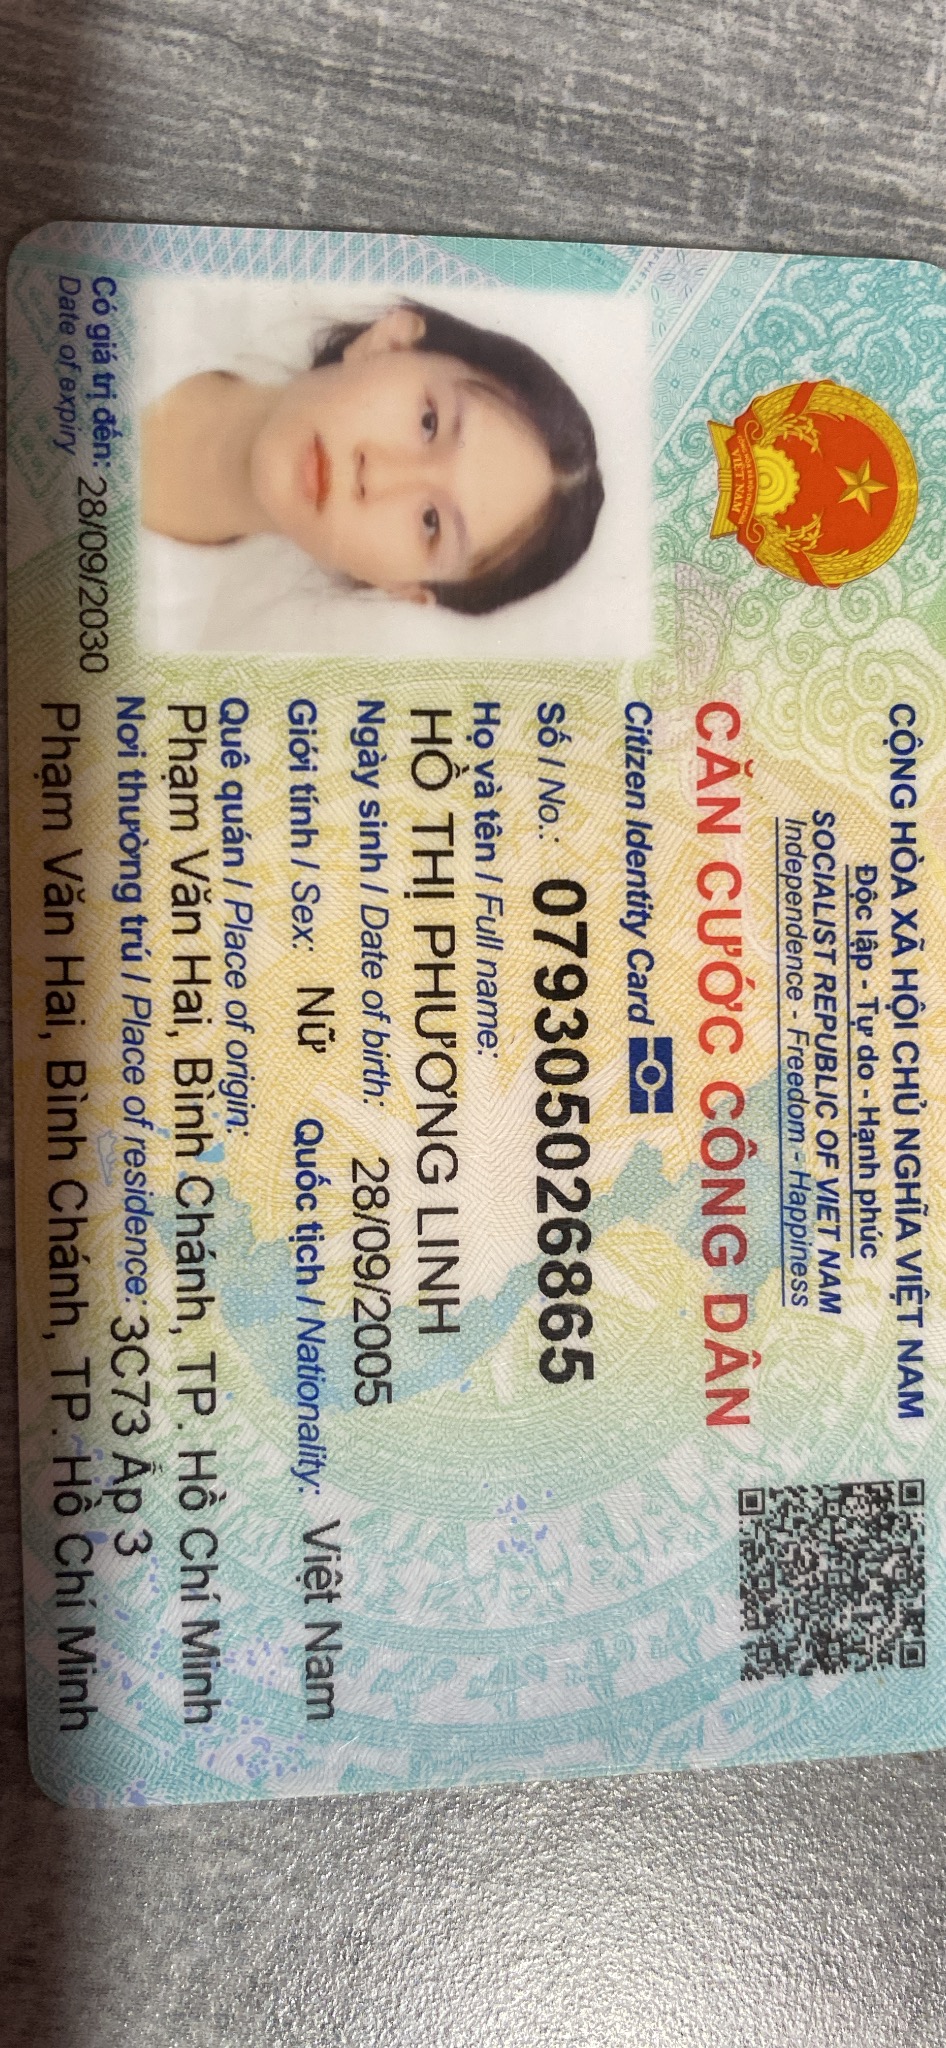 CỘNG HÒA XÃ HỘI CHỦ NGHĨA VIỆT NAM
Độc lập - Tự do - Hạnh phúc
SOCIALIST REPUBLIC OF VIET NAM
Independence - Freedom - Happiness
CĂN CƯỚC CÔNG DÂN
Citizen Identity Card
Số / No.: 079305026865
Họ và tên / Full name:
HỒ THỊ PHƯƠNG LINH
Ngày sinh / Date of birth: 28/09/2005
Giới tính / Sex: Nữ Quốc tịch / Nationality: Việt Nam
Quê quán / Place of origin:
Phạm Văn Hai, Bình Chánh, TP. Hồ Chí Minh
Nơi thường trú / Place of residence: 3C73 Ấp 3
Phạm Văn Hai, Bình Chánh, TP. Hồ Chí Minh
Có giá trị đến: 28/09/2030
Date of expiry
VIỆT NAM